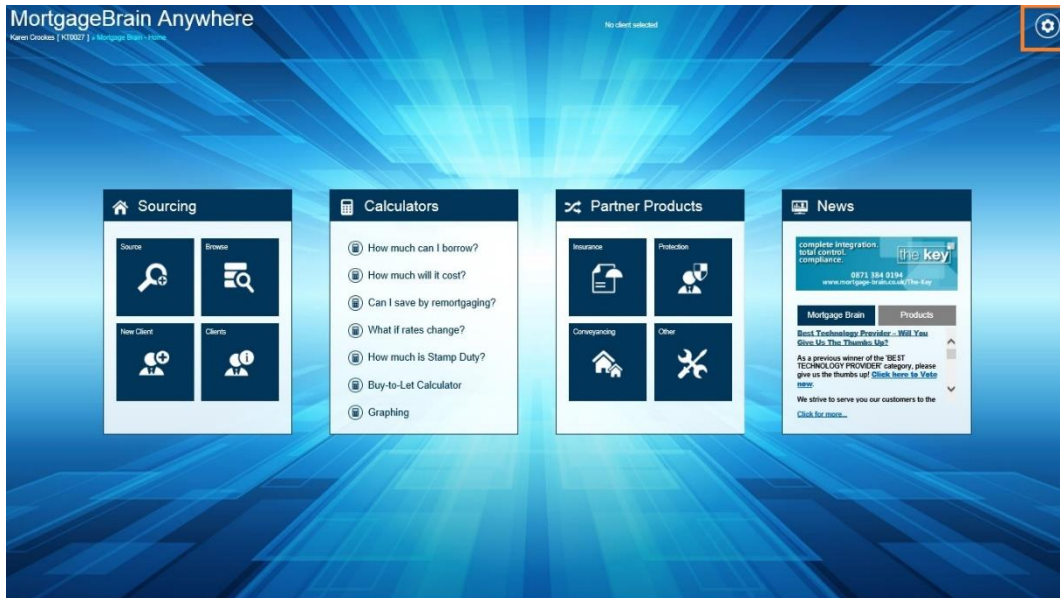 MortgageBrain Anywhere
Karen Crockes [ KT0027 ] » Mortgage Brain - Home
No client selected
Sourcing
Source
Browse
New Client
Clients
Calculators
How much can I borrow?
How much will it cost?
Can I save by remortgaging?
What if rates change?
How much is Stamp Duty?
Buy-to-Let Calculator
Graphing
Partner Products
Insurance
Protection
Conveyancing
Other
News
complete integration.
total control.
compliance.
the key
0871 384 0194
www.mortgage-brain.co.uk/The-Key
Mortgage Brain
Products
Best Technology Provider - Will You
Give Us The Thumbs Up?
As a previous winner of the 'BEST
TECHNOLOGY PROVIDER' category, please
give us the thumbs up! Click here to Vote
now.
We strive to serve you our customers to the
Click for more...